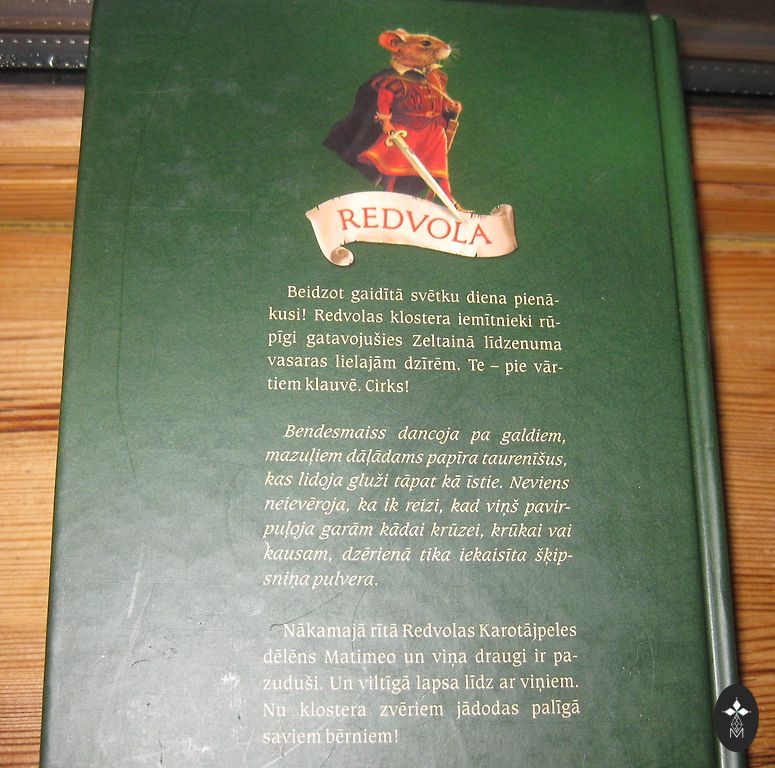 REDVOLA
Beidzot gaidītā svētku diena pienā-
kusi! Redvolas klostera iemītnieki rū-
pīgi gatavojušies Zeltainā līdzenuma
vasaras lielajām dzīrēm. Te – pie vār-
tiem klauvē. Cirks!
Bendesmaiss dancoja pa galdiem,
mazuļiem dāļādams papīra taurenīšus,
kas lidoja gluži tāpat kā īstie. Neviens
neievēroja, ka ik reizi, kad viņš pavir-
puļoja garām kādai krūzei, krūkai vai
kausam, dzērienā tika iekaisīta šķip-
sniņa pulvera.
Nākamajā rītā Redvolas Karotājpeles
dēlēns Matimeo un viņa draugi ir pa-
zuduši. Un viltīgā lapsa līdz ar viņiem.
Nu klostera zvēriem jādodas palīgā
saviem bērniem!
M